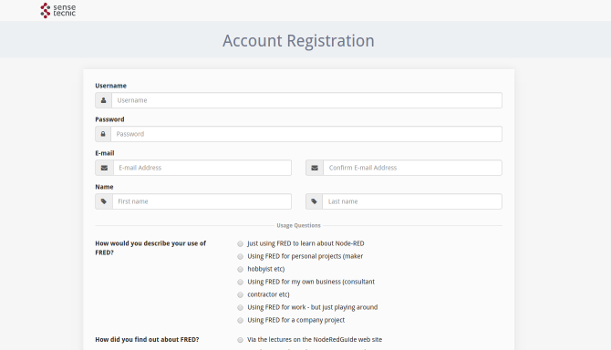 sense
tecnic
Account Registration
Username
Username
Password
Password
E-mail
E-mail Address
Confirm E-mail Address
Name
First name
Last name
Usage Questions
How would you describe your use of
FRED?
Just using FRED to learn about Node-RED
Using FRED for personal projects (maker
hobbyist etc)
Using FRED for my own business (consultant
contractor etc)
Using FRED for work - but just playing around
Using FRED for a company project
How did you find out about FRED?
Via the lectures on the NodeRedGuide web site